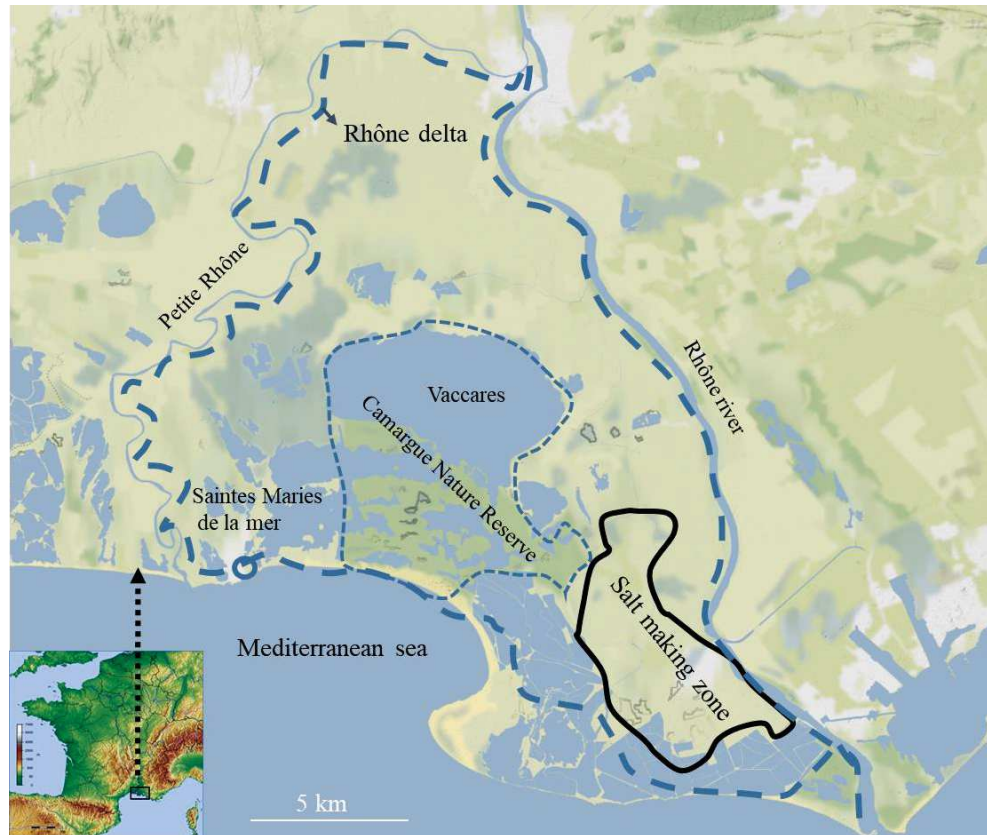 Rhône delta
Petite Rhône
Rhône river
Vaccares
Camargue Nature Reserve
Saintes Maries
de la mer
Salt making zone
Mediterranean sea
5 km